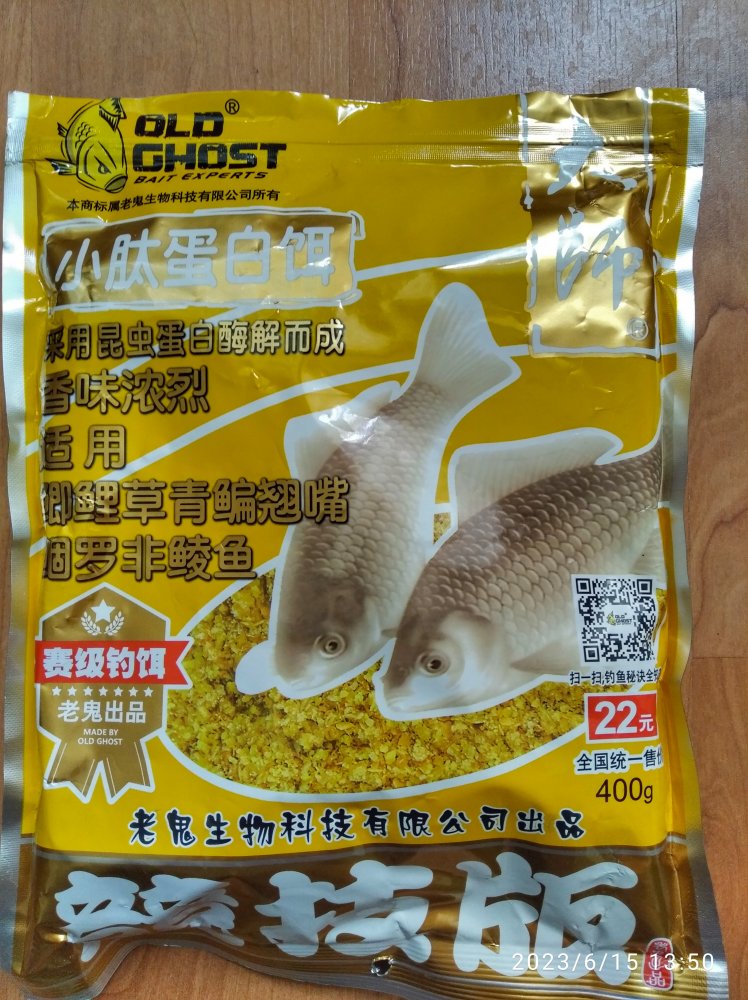 OLD®
GHOST
BAIT EXPERTS
本商标属老鬼生物科技有限公司所有
大師®
小肽蛋白饵
采用昆虫蛋白酶解而成
香味浓烈
适用
鲫鲤草青鳊翘嘴
鲴罗非鲮鱼
OLD GHOST
扫一扫,钓鱼秘诀全
赛级钓饵
老鬼出品
MADE BY
OLD GHOST
22元
全国统一售价
400g
老鬼生物科技有限公司出品
竞技版
2023/6/15 13:50